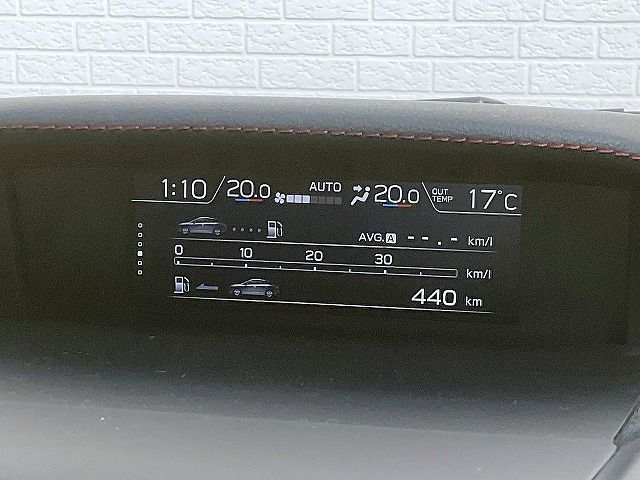 1:10 20.0 AUTO 20.0 OUT TEMP 17°C
AVG. A --.- km/l
0 10 20 30 km/l
440 km